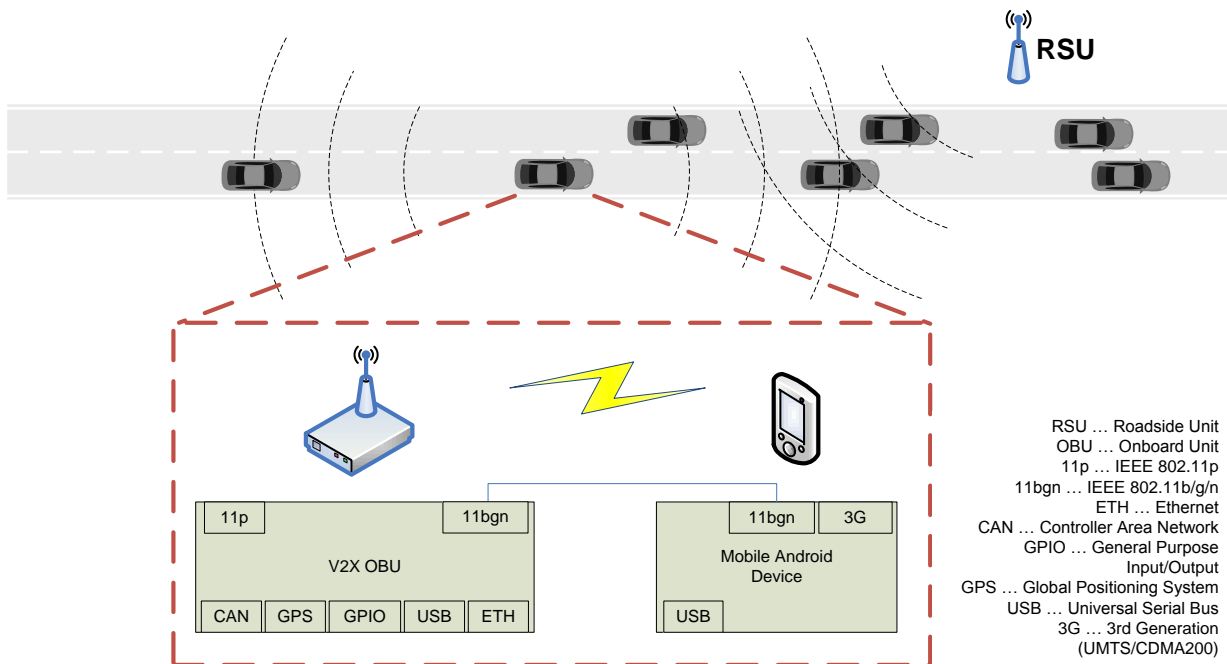 RSU
11p
11bgn
V2X OBU
CAN
GPS
GPIO
USB
ETH
11bgn
3G
Mobile Android
Device
USB
RSU … Roadside Unit
OBU … Onboard Unit
11p … IEEE 802.11p
11bgn … IEEE 802.11b/g/n
ETH … Ethernet
CAN … Controller Area Network
GPIO … General Purpose
Input/Output
GPS … Global Positioning System
USB … Universal Serial Bus
3G … 3rd Generation
(UMTS/CDMA200)